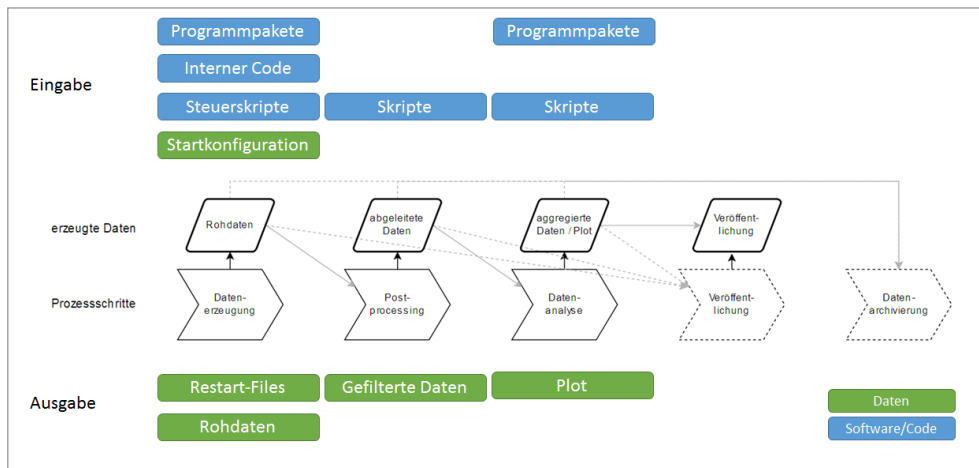 Programmpakete
Programmpakete
Interner Code
Eingabe
Steuerskripte
Skripte
Skripte
Startkonfiguration
erzeugte Daten
Rohdaten
abgeleitete
Daten
aggregierte
Daten / Plot
Veröffent-
lichung
Prozessschritte
Daten-
erzeugung
Post-
processing
Daten-
analyse
Veröffent-
lichung
Daten-
archivierung
Ausgabe
Restart-Files
Gefilterte Daten
Plot
Rohdaten
Daten
Software/Code